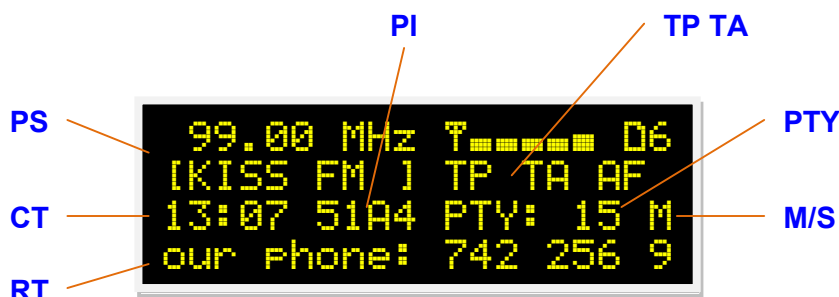 PI TP TA
PS PTY
99.00 MHz D6
[KISS FM ] TP TA AF
CT 13:07 51A4 PTY: 15 M M/S
our phone: 742 256 9
RT